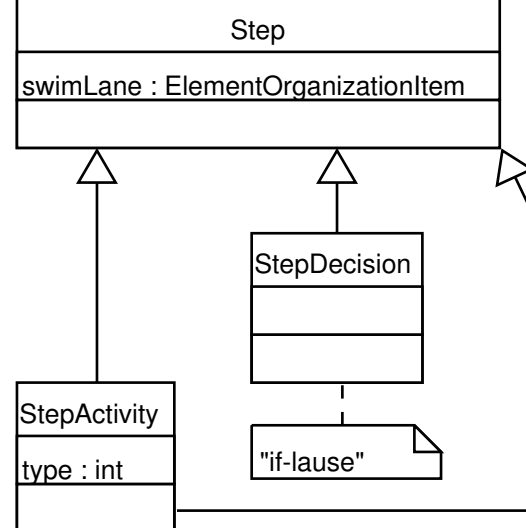 Step
swimLane : ElementOrganizationItem
StepDecision
StepActivity
"if-lause"
type : int